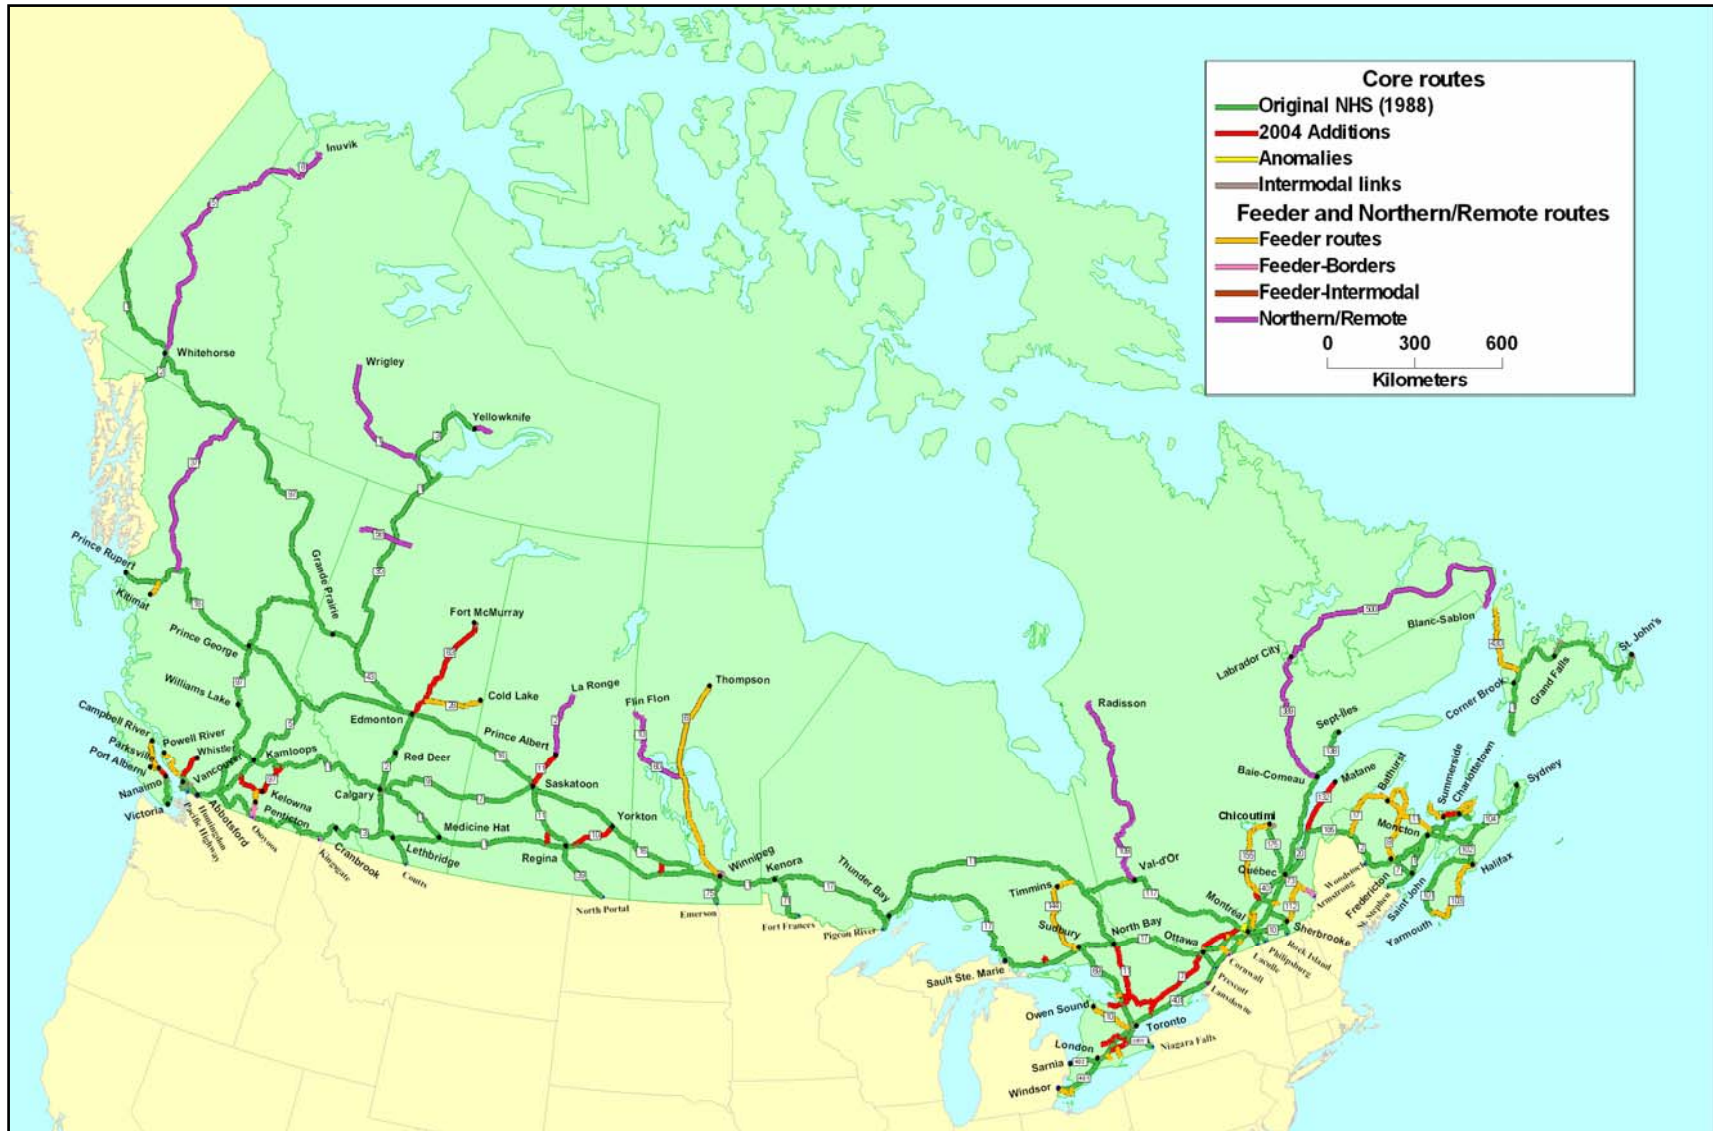 Core routes
Original NHS (1988)
2004 Additions
Anomalies
Intermodal links
Feeder and Northern/Remote routes
Feeder routes
Feeder-Borders
Feeder-Intermodal
Northern/Remote
0 300 600
Kilometers
Inuvik
Whitehorse
Wrigley
Yellowknife
Prince Rupert
Kitimat
Grande Prairie
Fort McMurray
Prince George
Cold Lake
La Ronge
Flin Flon
Thompson
Williams Lake
Edmonton
Campbell River
Powell River
Parksville
Whistler
Port Alberni
Vancouver
Kamloops
Red Deer
Prince Albert
Saskatoon
Nanaimo
Kelowna
Calgary
Victoria
Penticton
Abbotsford
Huntingdon
Pacific Highway
Osoyoos
Medicine Hat
Yorkton
Kingsgate
Cranbrook
Lethbridge
Coutts
Regina
Winnipeg
Kenora
North Portal
Emerson
Fort Frances
Thunder Bay
Pigeon River
Radisson
Val-d'Or
Timmins
Sudbury
North Bay
Ottawa
Sault Ste. Marie
Owen Sound
Toronto
London
Niagara Falls
Sarnia
Windsor
Montréal
Québec
Chicoutimi
Sherbrooke
Rock Island
Philipsburg
Lacolle
Cornwall
Prescott
Lansdowne
Labrador City
Blanc-Sablon
Sept-Îles
Baie-Comeau
Matane
Bathurst
Summerside
Charlottetown
Moncton
Sydney
Halifax
Woodstock
Armstrong
Fredericton
St. Stephen
Saint John
Yarmouth
Corner Brook
Grand Falls
St. John's